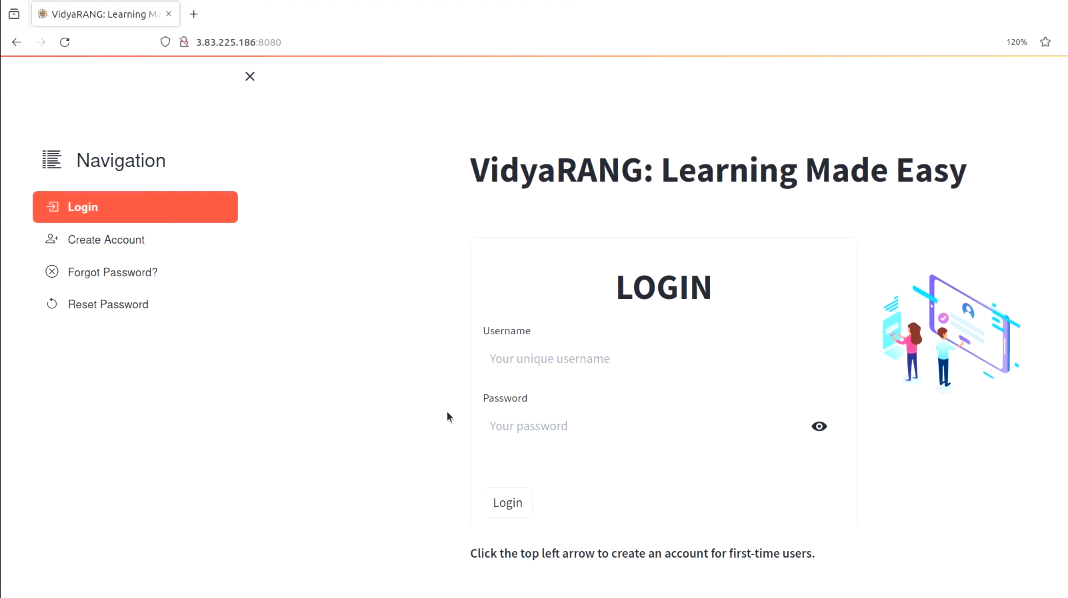 VidyaRANG: Learning M
3.83.225.186:8080
120%
Navigation
Login
Create Account
Forgot Password?
Reset Password
VidyaRANG: Learning Made Easy
LOGIN
Username
Your unique username
Password
Your password
Login
Click the top left arrow to create an account for first-time users.